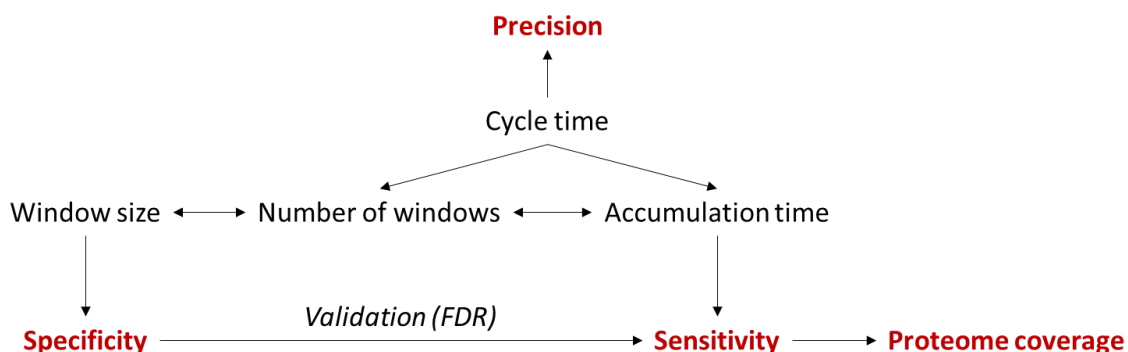 Precision
Cycle time
Window size
Number of windows
Accumulation time
Validation (FDR)
Specificity
Sensitivity
Proteome coverage